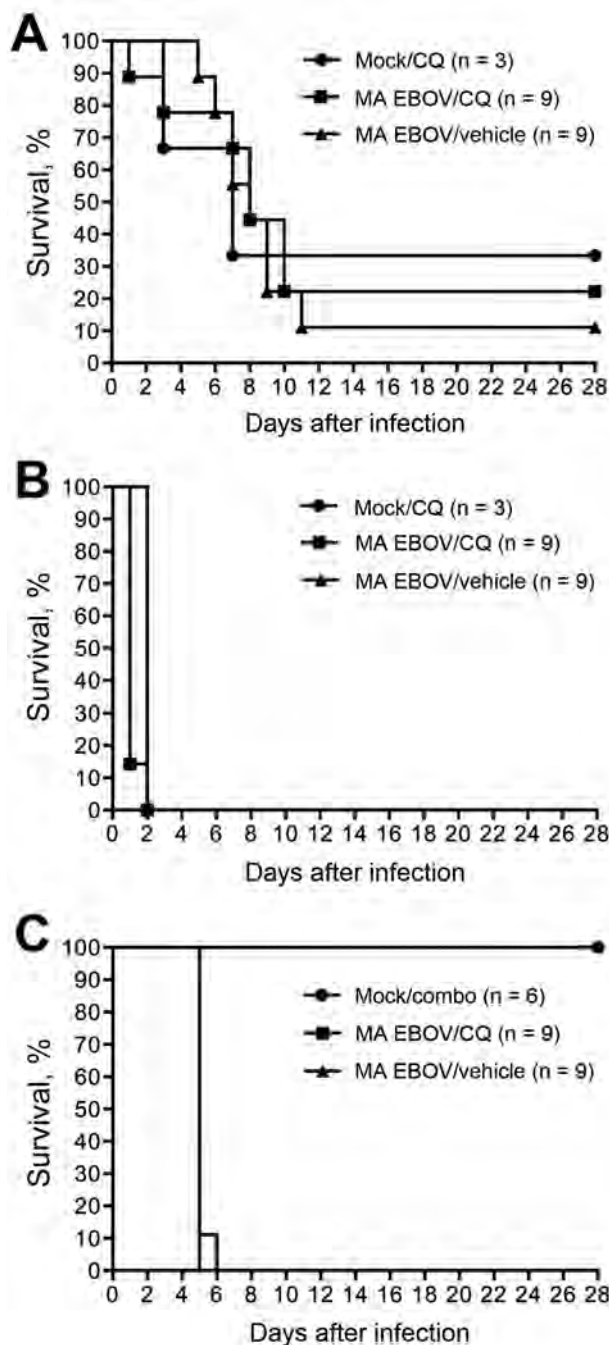 A
100
90
80
70
60
50
40
30
20
10
0
Survival, %
Mock/CQ (n = 3)
MA EBOV/CQ (n = 9)
MA EBOV/vehicle (n = 9)
0 2 4 6 8 10 12 14 16 18 20 22 24 26 28
Days after infection
B
100
90
80
70
60
50
40
30
20
10
0
Survival, %
Mock/CQ (n = 3)
MA EBOV/CQ (n = 9)
MA EBOV/vehicle (n = 9)
0 2 4 6 8 10 12 14 16 18 20 22 24 26 28
Days after infection
C
100
90
80
70
60
50
40
30
20
10
0
Survival, %
Mock/combo (n = 6)
MA EBOV/CQ (n = 9)
MA EBOV/vehicle (n = 9)
0 2 4 6 8 10 12 14 16 18 20 22 24 26 28
Days after infection